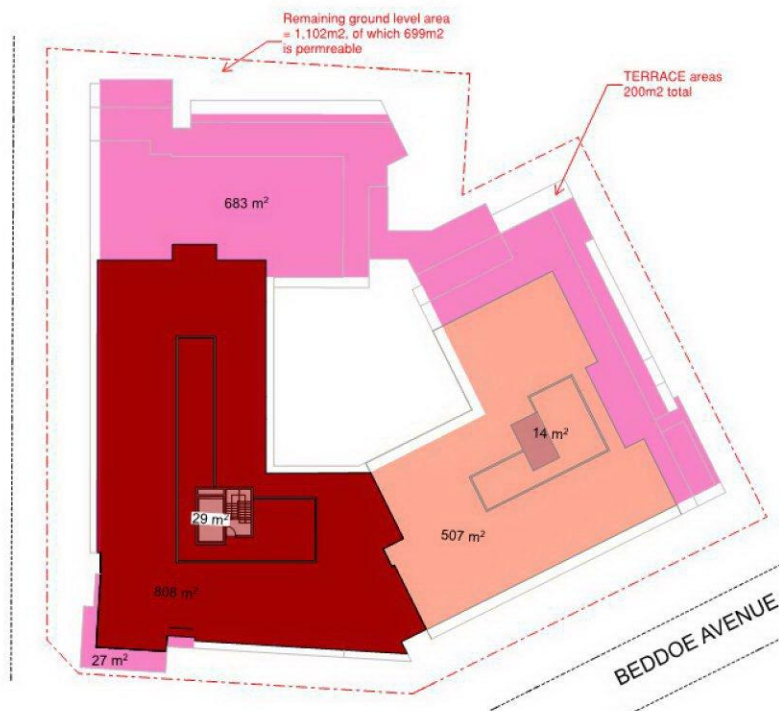 Remaining ground level area
= 1,102m2, of which 699m2
is permreable
TERRACE areas
200m2 total
683 m²
14 m²
29 m²
507 m²
808 m²
27 m²
BEDDOE AVENUE